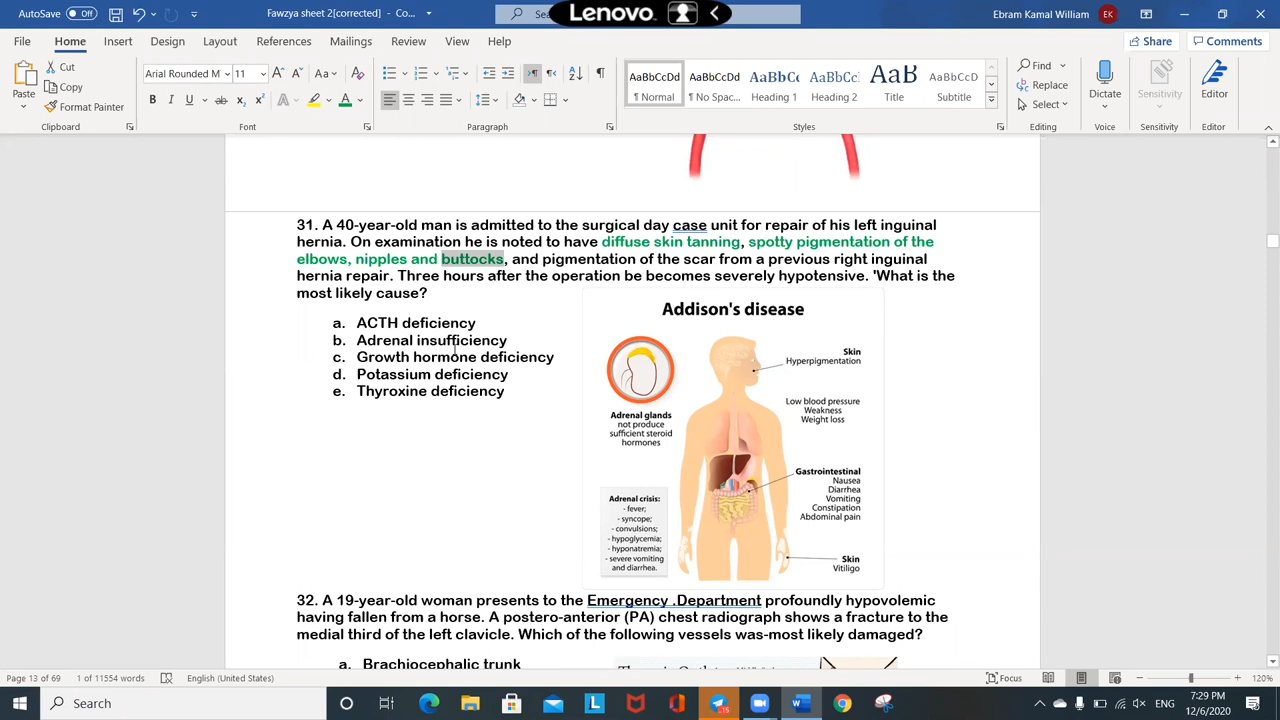 AutoSave Off Fawzya sheet 2[corrected] Sea Lenovo Ebram Kamal William EK
File Home Insert Design Layout References Mailings Review View Help Share Comments
Paste Cut Copy Format Painter
Arial Rounded M 11
AaBbCcDd AaBbCcDd AaBbCc AaBbCc AaB AaBbCcD
¶ Normal ¶ No Spac... Heading 1 Heading 2 Title Subtitle
Find Replace Select Dictate Sensitivity Editor
Clipboard Font Paragraph Styles Editing Voice Sensitivity Editor
31. A 40-year-old man is admitted to the surgical day case unit for repair of his left inguinal
hernia. On examination he is noted to have diffuse skin tanning, spotty pigmentation of the
elbows, nipples and buttocks, and pigmentation of the scar from a previous right inguinal
hernia repair. Three hours after the operation be becomes severely hypotensive. 'What is the
most likely cause?
a. ACTH deficiency
b. Adrenal insufficiency
c. Growth hormone deficiency
d. Potassium deficiency
e. Thyroxine deficiency
Addison's disease
Skin
Hyperpigmentation
Low blood pressure
Weakness
Weight loss
Adrenal glands
not produce
sufficient steroid
hormones
Gastrointestinal
Nausea
Diarrhea
Vomiting
Constipation
Abdominal pain
Adrenal crisis:
- fever;
- syncope;
- convulsions;
- hypoglycemia;
- hyponatremia;
- severe vomiting
and diarrhea.
Skin
Vitiligo
32. A 19-year-old woman presents to the Emergency .Department profoundly hypovolemic
having fallen from a horse. A postero-anterior (PA) chest radiograph shows a fracture to the
medial third of the left clavicle. Which of the following vessels was-most likely damaged?
a. Brachiocephalic trunk
Page 13 of 69 1 of 11554 words English (United States) Focus 120%
Search 15 7:29 PM
12/6/2020